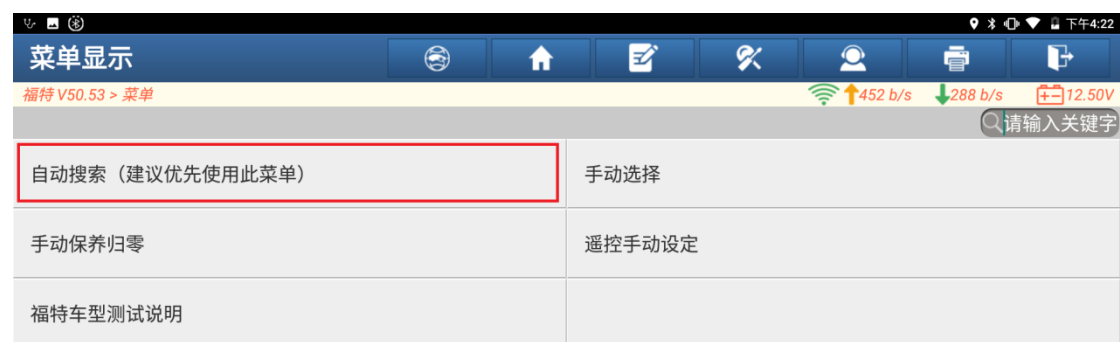 下午4:22
菜单显示
福特 V50.53 > 菜单
452 b/s 288 b/s 12.50V
请输入关键字
自动搜索（建议优先使用此菜单）
手动选择
手动保养归零
遥控手动设定
福特车型测试说明